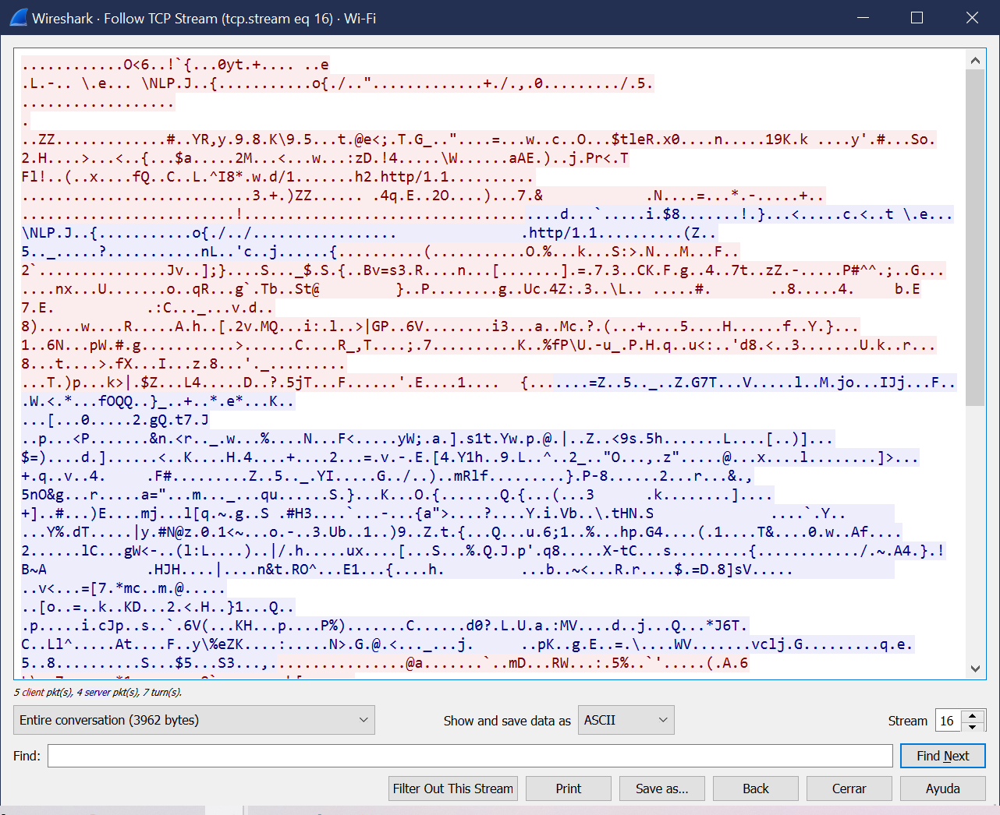 Wireshark · Follow TCP Stream (tcp.stream eq 16) · Wi-Fi
............O<6..!`{...0yt.+.... ..e
.L.-.. \.e... \NLP.J..{...........o{./..".............+./.,.0........./.5.
..................
.
..ZZ.............#..YR,y.9.8.K\9.5...t.@e<;.T.G_.."....=...w..c..O...$tleR.x0....n.....19K.k ....y'.#...So.
2.H....>...<..{...$a.....2M...<...w...:zD.!4.....\W......aAE.)..j.Pr<.T
Fl!..(..x....fQ..C..L.^I8*.w.d/1.......h2.http/1.1..........
...........................3.+.)ZZ...... .4q.E..2O....)...7.& .N....=...*.-.....+..
.........................!.....................................d...`.....i.$8.......!.}...<.....c.<..t \.e...
\NLP.J..{...........o{./../................. .http/1.1..........(Z..
5.._.....?...........nL..'c..j......{..........(...........O.%...k...S:>.N...M...F..
2`...............Jv..];}....S..._$.S.{..Bv=s3.R....n...[.......].=.7.3..CK.F.g..4..7t..zZ.-.....P#^^.;..G...
....nx...U.......o..qR...g`.Tb..St@ }..P........g..Uc.4Z:.3..\L.. .....#. ..8.....4. b.E
7.E. .:C..._...v.d..
8).....w....R.....A.h..[.2v.MQ...i:.l..>|GP..6V........i3...a..Mc.?.(...+....5....H......f..Y.}...
1..6N...pW.#.g...........>......C....R_,T....;.7..........K..%fP\U.-u_.P.H.q..u<:..'d8.<..3.......U.k..r...
8...t....>.fX...I...z.8...'._.........
...T.)p...k>|.$Z...L4.....D..?.5jT...F......'.E....1.... {.......=Z..5.._..Z.G7T...V.....l..M.jo...IJj...F..
.W.<.*...fOQQ..}_..+..*.e*...K..
...[...0.....2.gQ.t7.J
..p...<P.......&n.<r.._.w...%....N...F<.....yW;.a.].s1t.Yw.p.@.|..Z..<9s.5h.......L....[..)]...
$=)....d.]......<..K....H.4....+....2...=.v.-.E.[4.Y1h..9.L..^..2_.."O...,.z".....@...x....l........]>...
+.q..v..4. .F#.........Z..5.._.YI.....G../..)..mRlf.........}.P-8......2...r...&.,
5nO&g...r.....a="...m..._...qu......S.}...K...O.{.......Q.{...(...3 .k........]....
+]..#...)E....mj...l[q.~.g..S .#H3....`...-...{a">....?....Y.i.Vb..\.tHN.S ....`.Y..
...Y%.dT.....|y.#N@z.0.1<~...o.-..3.Ub..1..)9..Z.t.{...Q...u.6;1..%...hp.G4....(.1....T&....0.w..Af....
2......lC...gW<-..(l:L....)..|/.h.....ux....[...S...%.Q.J.p'.q8.....X-tC...s.........{............/.~.A4.}.!
B~A .HJH....|....n&t.RO^...E1...{....h. ...b..~<...R.r....$.=D.8]sV.....
..v<...=[7.*mc..m.@.....
..[o..=..k..KD...2.<.H..}1...Q..
.p.....i.cJp..s..`.6V(...KH...p....P%).......C......d0?.L.U.a.:MV....d..j...Q...*J6T.
C..Ll^.....At....F..y\%eZK....:.....N>.G.@.<..._...j. ..pK..g.E..=.\....WV.......vclj.G.........q.e.
5..8..........S...$5...S3...,...............@a.......`..mD...RW...:.5%..`'.....(.A.6
5 client pkt(s), 4 server pkt(s), 7 turn(s).
Entire conversation (3962 bytes) Show and save data as ASCII Stream 16
Find: Find Next
Filter Out This Stream Print Save as... Back Cerrar Ayuda